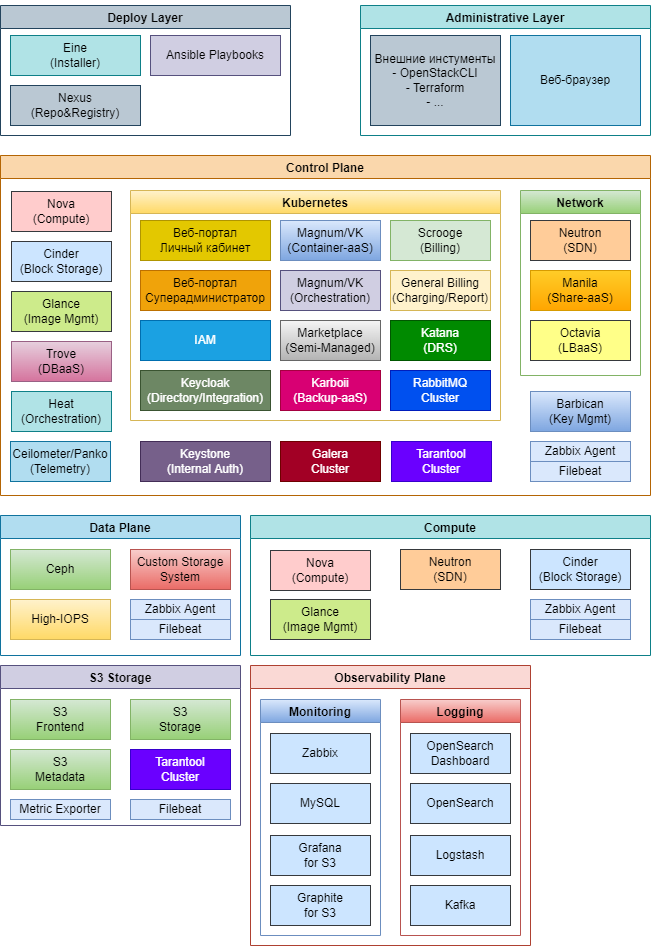 Deploy Layer
Eine
(Installer)
Ansible Playbooks
Nexus
(Repo&Registry)
Administrative Layer
Внешние инстументы
- OpenStackCLI
- Terraform
- ...
Веб-браузер
Control Plane
Nova
(Compute)
Cinder
(Block Storage)
Glance
(Image Mgmt)
Trove
(DBaaS)
Heat
(Orchestration)
Ceilometer/Panko
(Telemetry)
Kubernetes
Веб-портал
Личный кабинет
Magnum/VK
(Container-aaS)
Scrooge
(Billing)
Веб-портал
Суперадминистратор
Magnum/VK
(Orchestration)
General Billing
(Charging/Report)
IAM
Marketplace
(Semi-Managed)
Katana
(DRS)
Keycloak
(Directory/Integration)
Karboii
(Backup-aaS)
RabbitMQ
Cluster
Keystone
(Internal Auth)
Galera
Cluster
Tarantool
Cluster
Network
Neutron
(SDN)
Manila
(Share-aaS)
Octavia
(LBaaS)
Barbican
(Key Mgmt)
Zabbix Agent
Filebeat
Data Plane
Ceph
Custom Storage
System
High-IOPS
Zabbix Agent
Filebeat
Compute
Nova
(Compute)
Neutron
(SDN)
Cinder
(Block Storage)
Glance
(Image Mgmt)
Zabbix Agent
Filebeat
S3 Storage
S3
Frontend
S3
Storage
S3
Metadata
Tarantool
Cluster
Metric Exporter
Filebeat
Observability Plane
Monitoring
Zabbix
MySQL
Grafana
for S3
Graphite
for S3
Logging
OpenSearch
Dashboard
OpenSearch
Logstash
Kafka